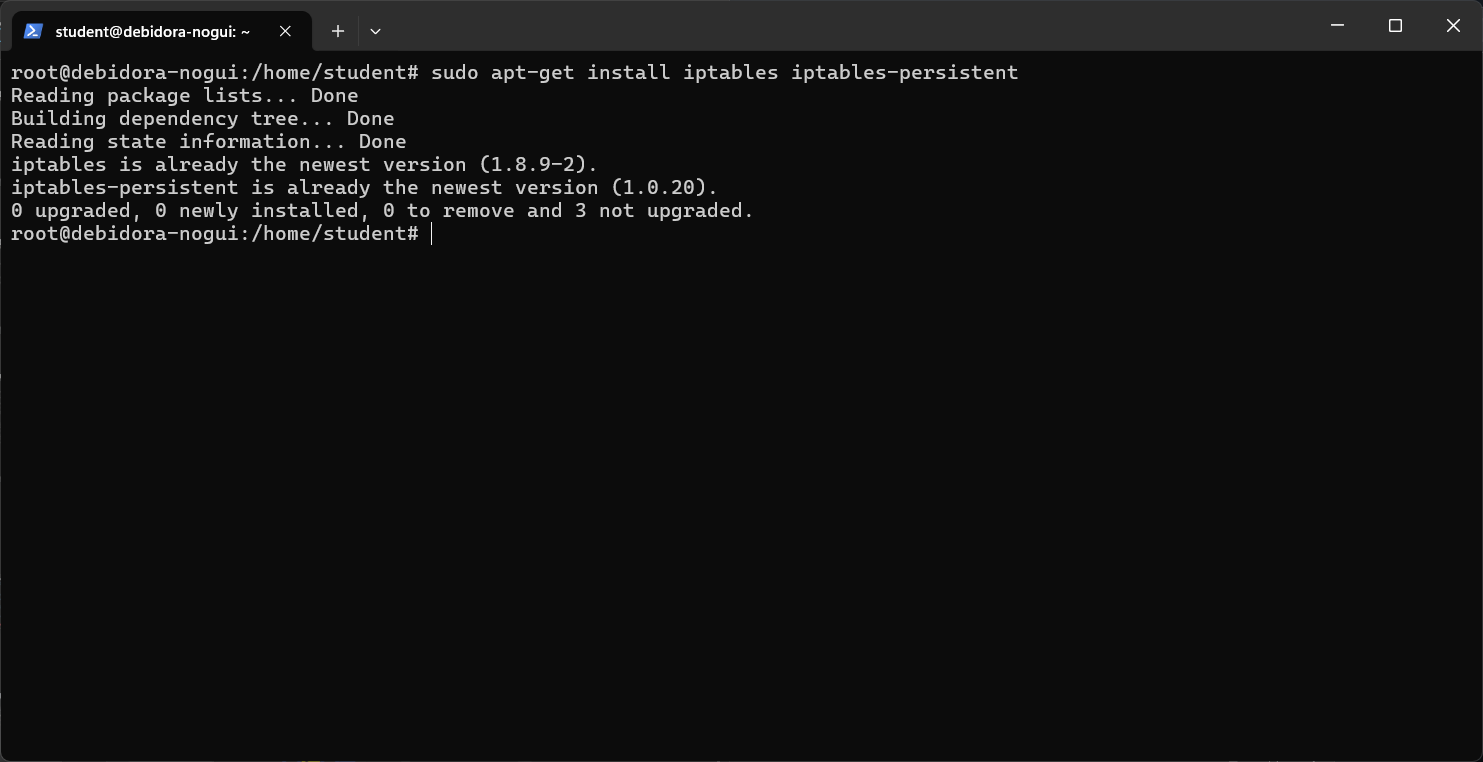 student@debidora-nogui: ~
root@debidora-nogui:/home/student# sudo apt-get install iptables iptables-persistent
Reading package lists... Done
Building dependency tree... Done
Reading state information... Done
iptables is already the newest version (1.8.9-2).
iptables-persistent is already the newest version (1.0.20).
0 upgraded, 0 newly installed, 0 to remove and 3 not upgraded.
root@debidora-nogui:/home/student#